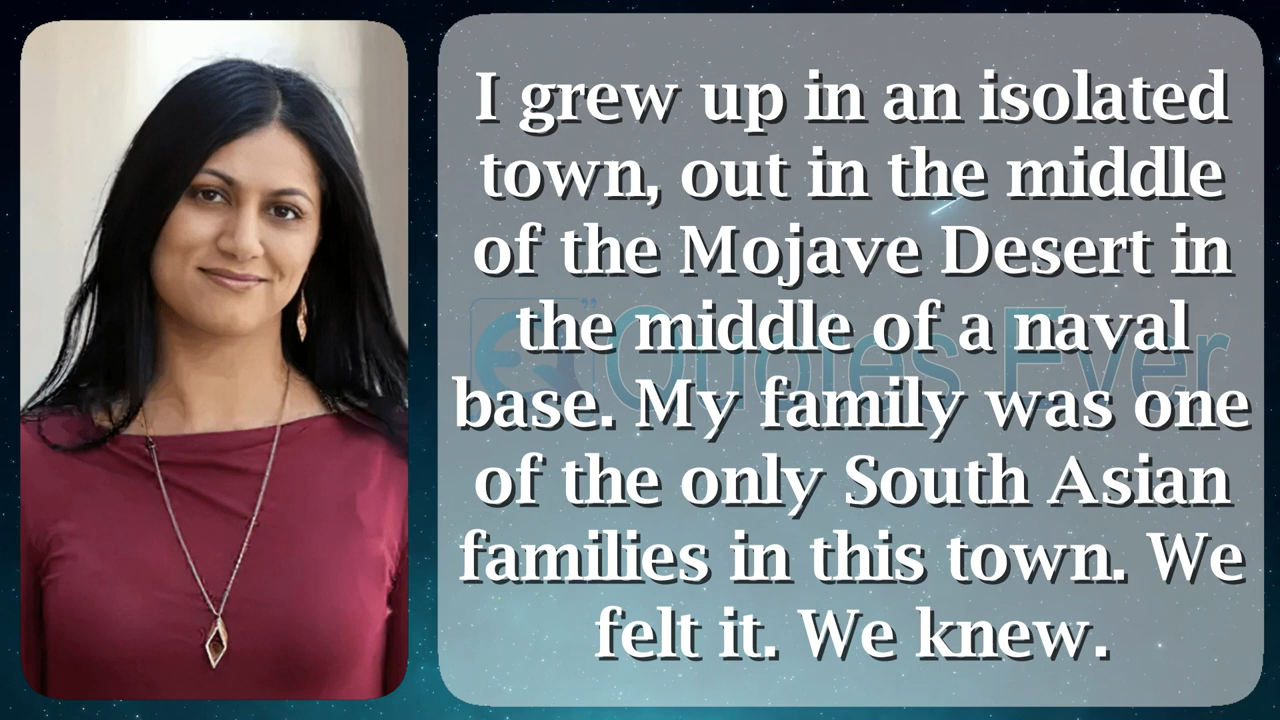 I grew up in an isolated
town, out in the middle
of the Mojave Desert in
the middle of a naval
base. My family was one
of the only South Asian
families in this town. We
felt it. We knew.
Quotes Ever